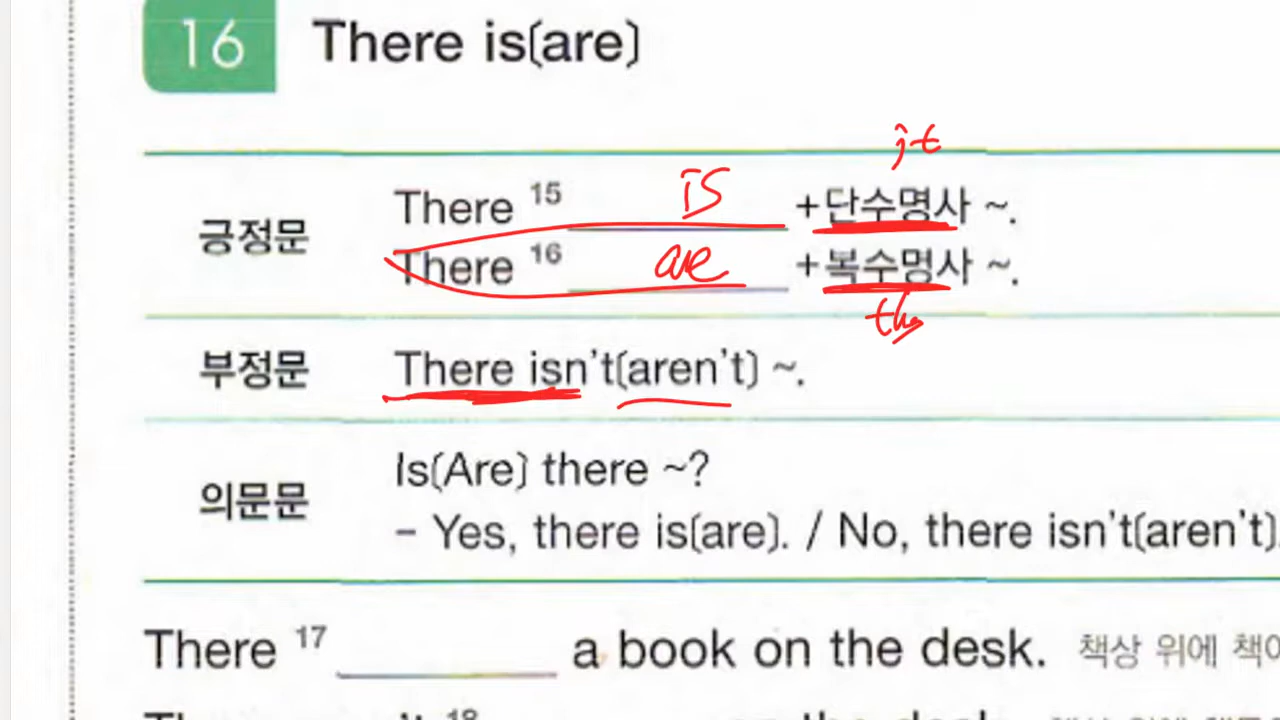 16 There is(are)
it
긍정문 There 15 is +단수명사 ~.
There 16 are +복수명사 ~.
부정문 There isn't(aren't) ~.
의문문 Is(Are) there ~?
– Yes, there is(are). / No, there isn't(aren't).
There 17 ______ a book on the desk. 책상 위에 책이
18